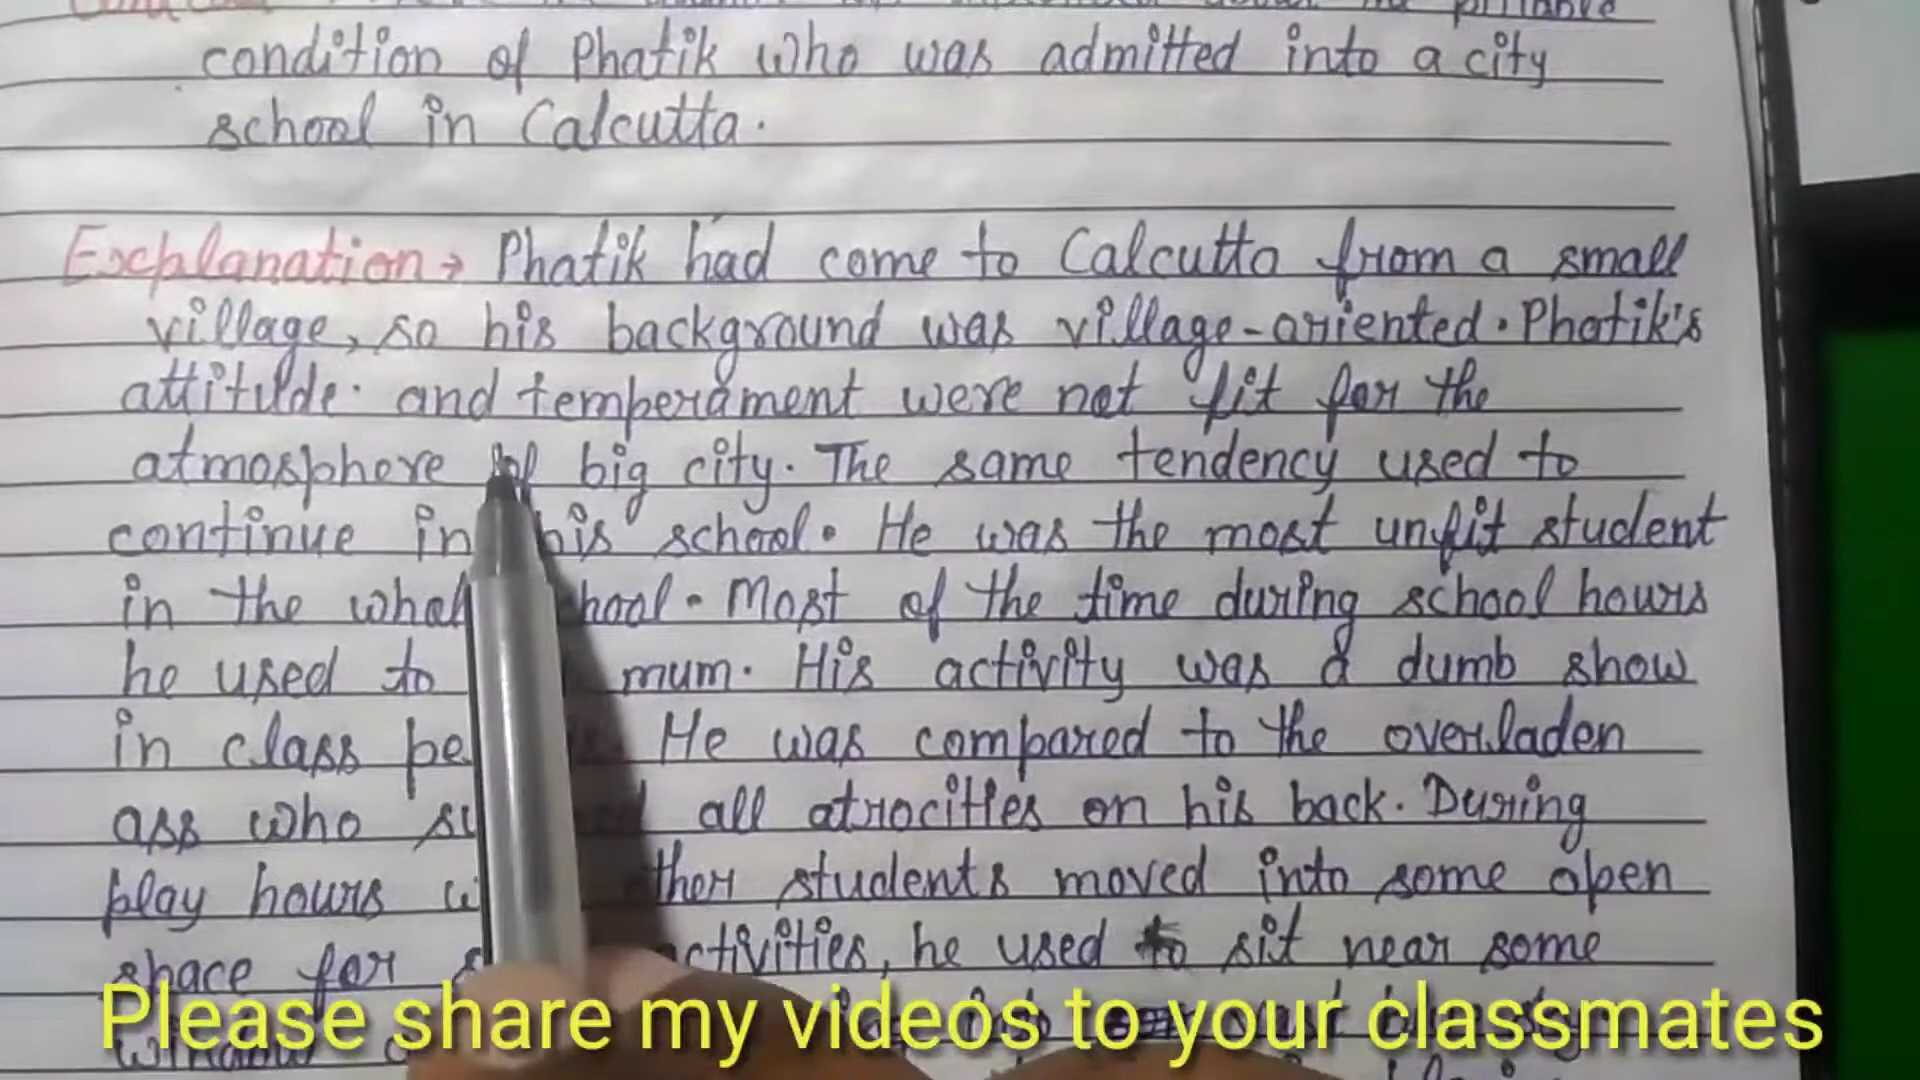 condition of Phatik who was admitted into a city
school in Calcutta.
Explanation → Phatik had come to Calcutta from a small
village, so his background was village-oriented. Phatik's
attitude. and temperament were not fit for the
atmosphere of big city. The same tendency used to
continue in his school. He was the most unfit student
in the school. Most of the time during school hours
he used to mum. His activity was a dumb show
in class He was compared to the overladen
ass who all atrocities on his back. During
play hours students moved into some open
space for activities, he used to sit near some
Please share my videos to your classmates
window